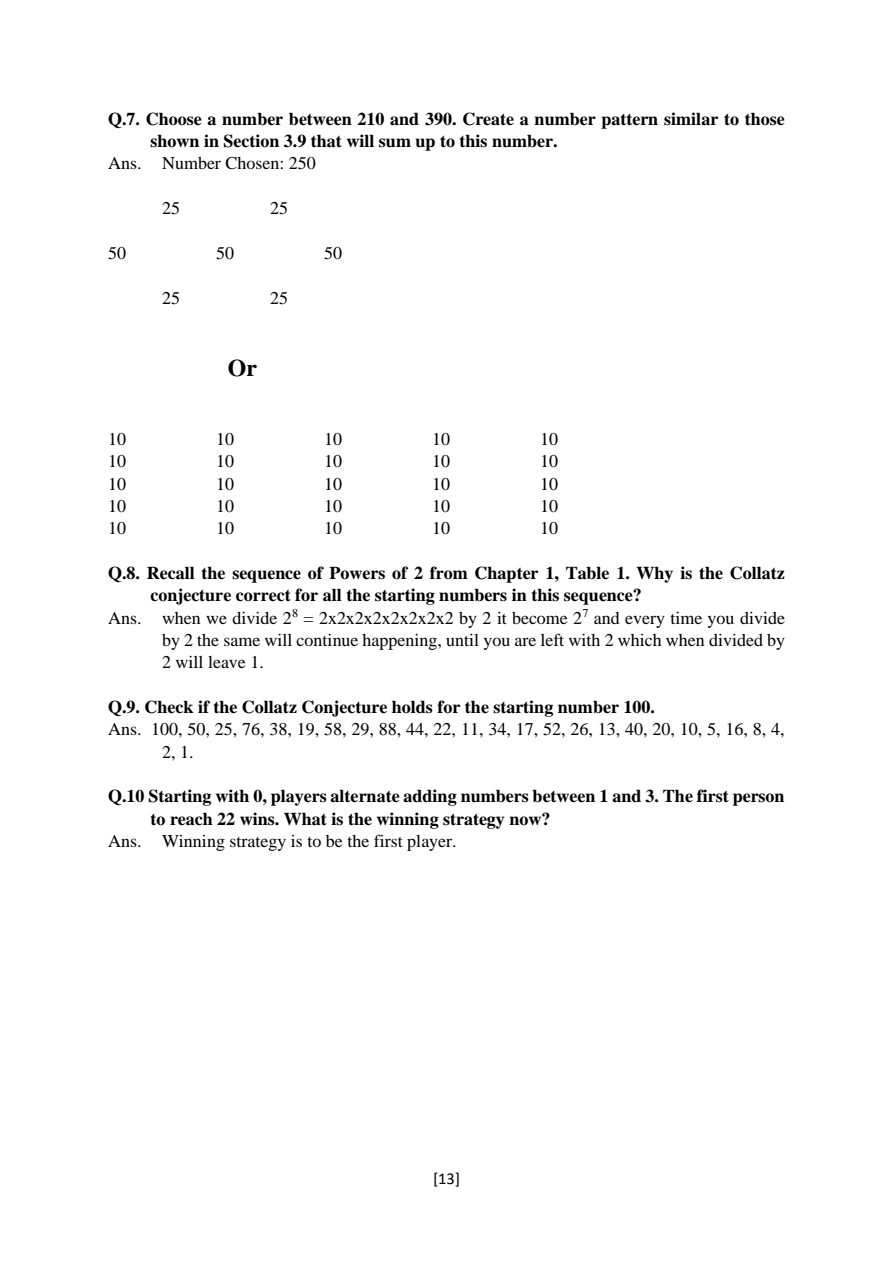 Q.7. Choose a number between 210 and 390. Create a number pattern similar to those
shown in Section 3.9 that will sum up to this number.
Ans. Number Chosen: 250
25 25
50 50 50
25 25
Or
10 10 10 10 10
10 10 10 10 10
10 10 10 10 10
10 10 10 10 10
10 10 10 10 10
Q.8. Recall the sequence of Powers of 2 from Chapter 1, Table 1. Why is the Collatz
conjecture correct for all the starting numbers in this sequence?
Ans. when we divide 2⁸ = 2x2x2x2x2x2x2x2 by 2 it become 2⁷ and every time you divide
by 2 the same will continue happening, until you are left with 2 which when divided by
2 will leave 1.
Q.9. Check if the Collatz Conjecture holds for the starting number 100.
Ans. 100, 50, 25, 76, 38, 19, 58, 29, 88, 44, 22, 11, 34, 17, 52, 26, 13, 40, 20, 10, 5, 16, 8, 4,
2, 1.
Q.10 Starting with 0, players alternate adding numbers between 1 and 3. The first person
to reach 22 wins. What is the winning strategy now?
Ans. Winning strategy is to be the first player.
[13]